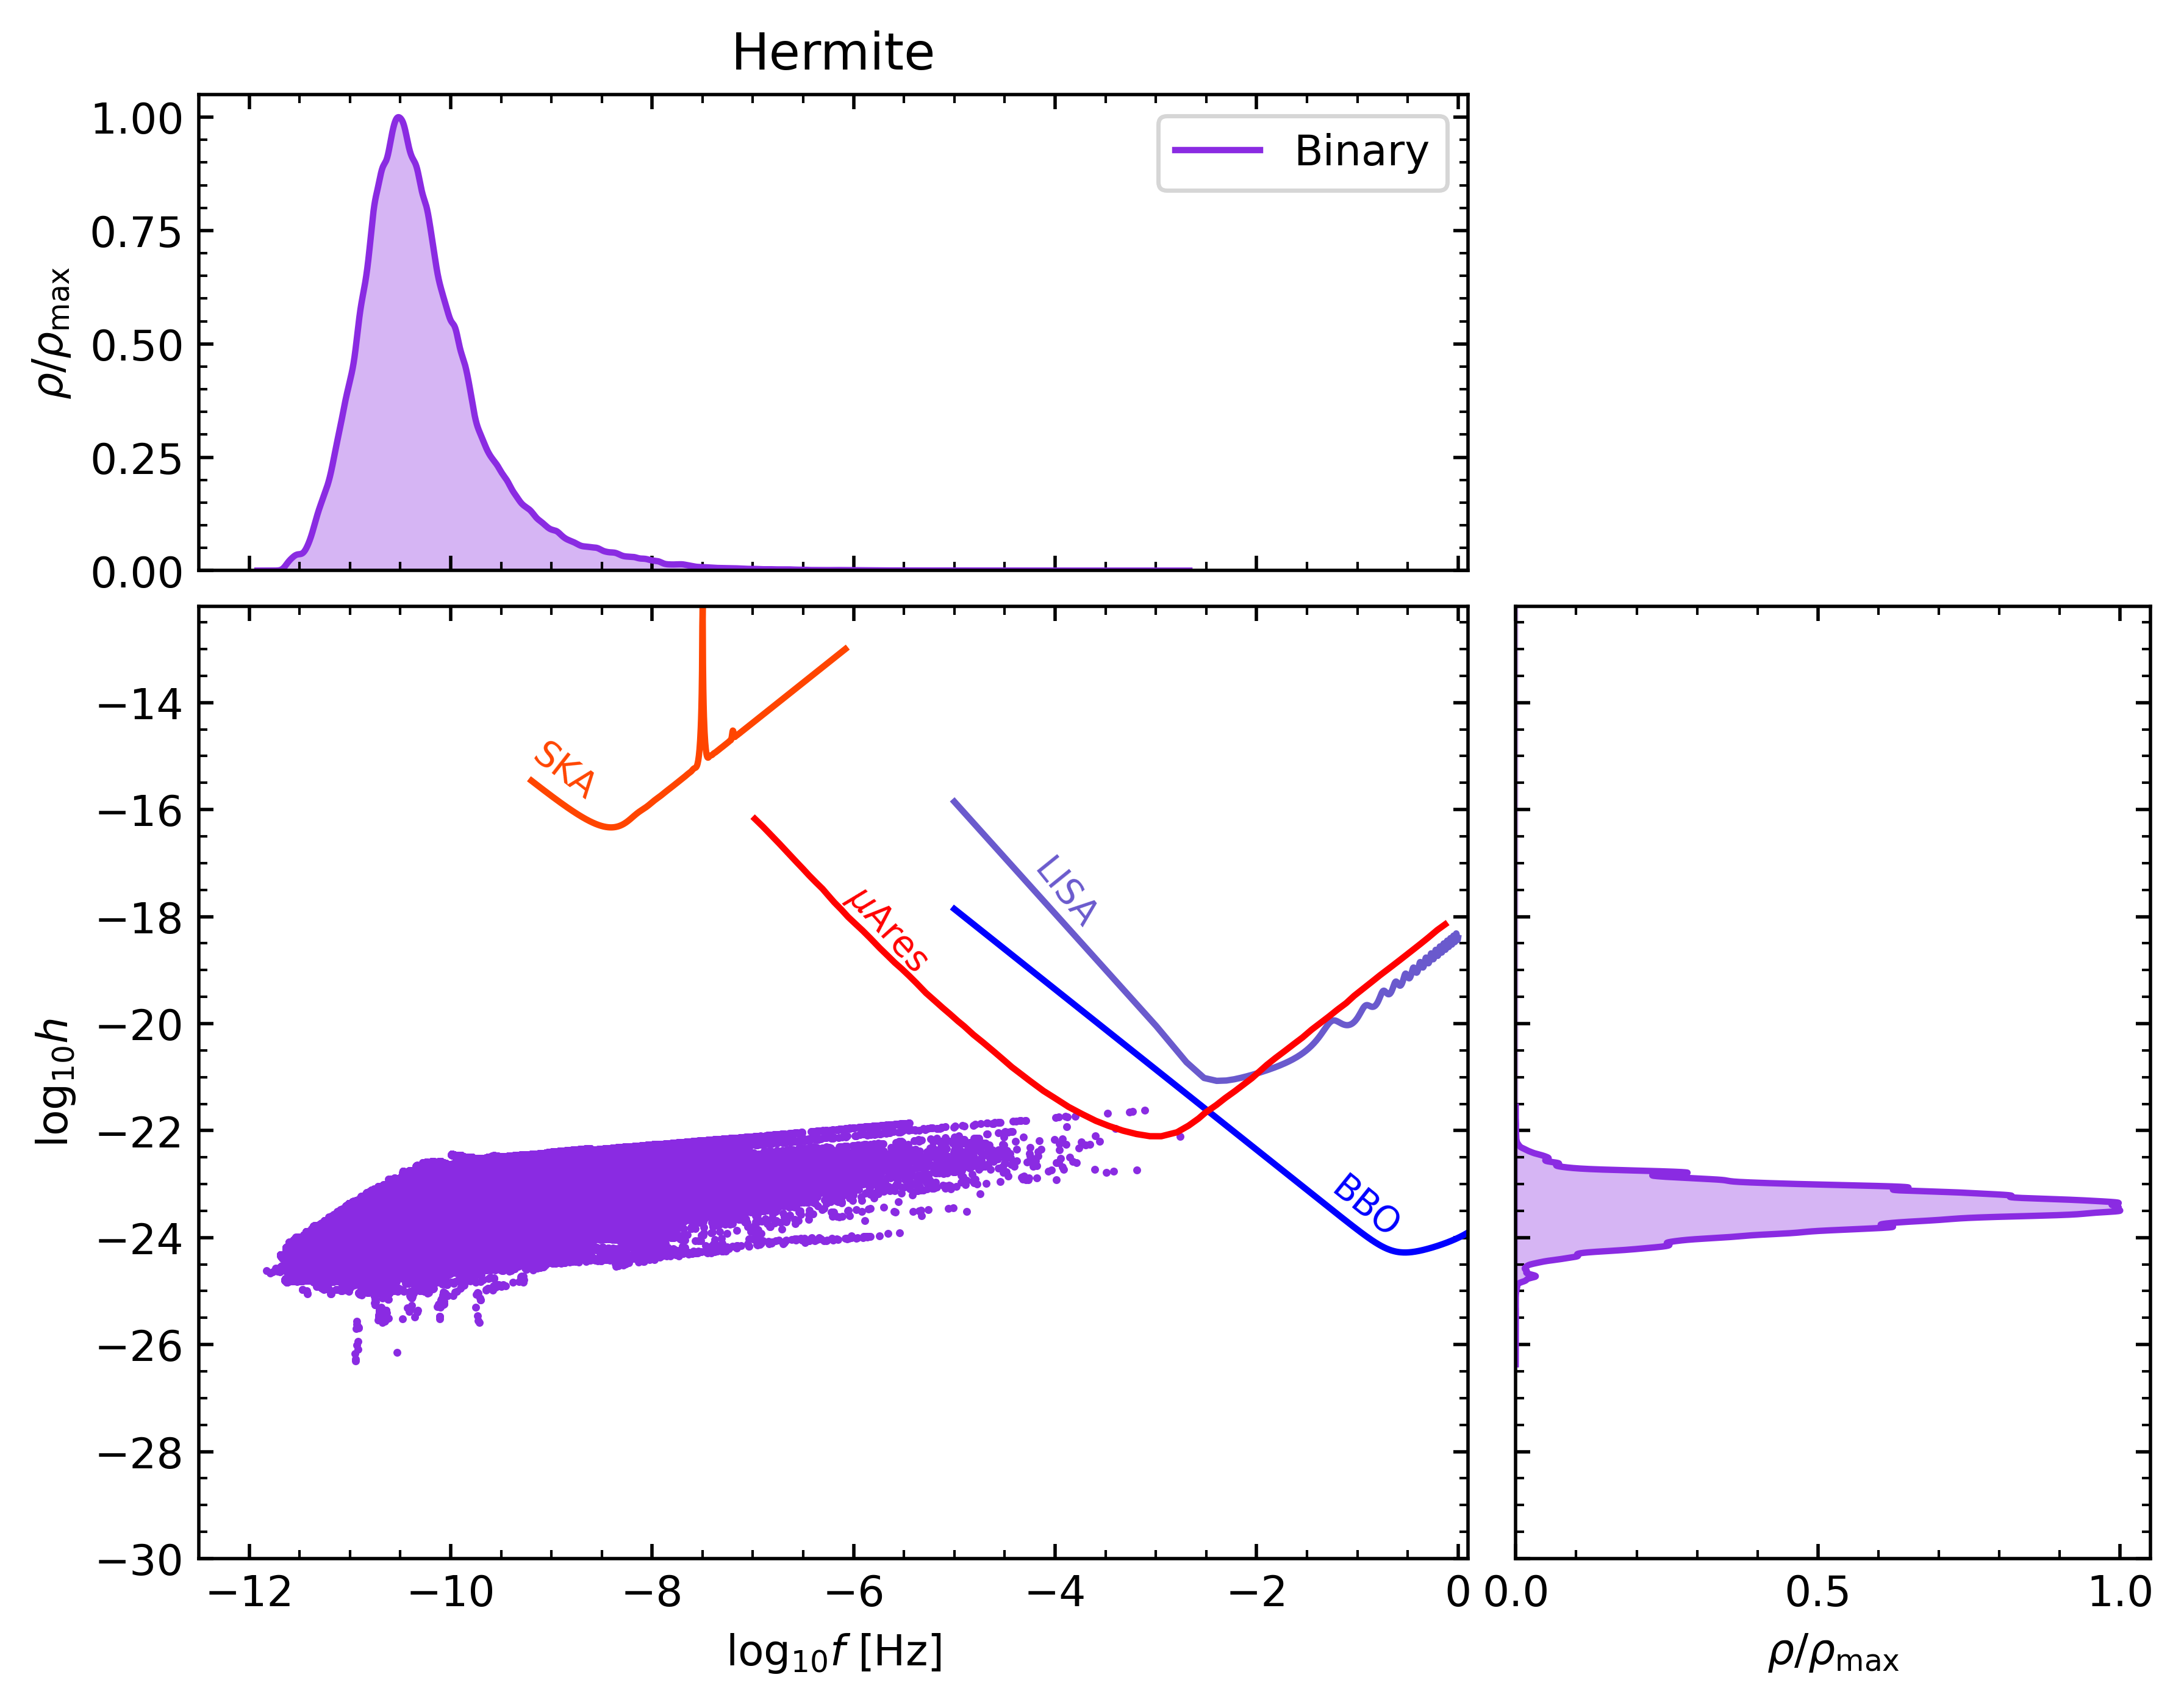 Hermite
1.00
0.75
0.50
0.25
0.00
ρ/ρmax
Binary
−14
−16
−18
−20
−22
−24
−26
−28
−30
log10h
SKA
μAres
LISA
BBO
−12 −10 −8 −6 −4 −2 0
log10f [Hz]
0.0 0.5 1.0
ρ/ρmax